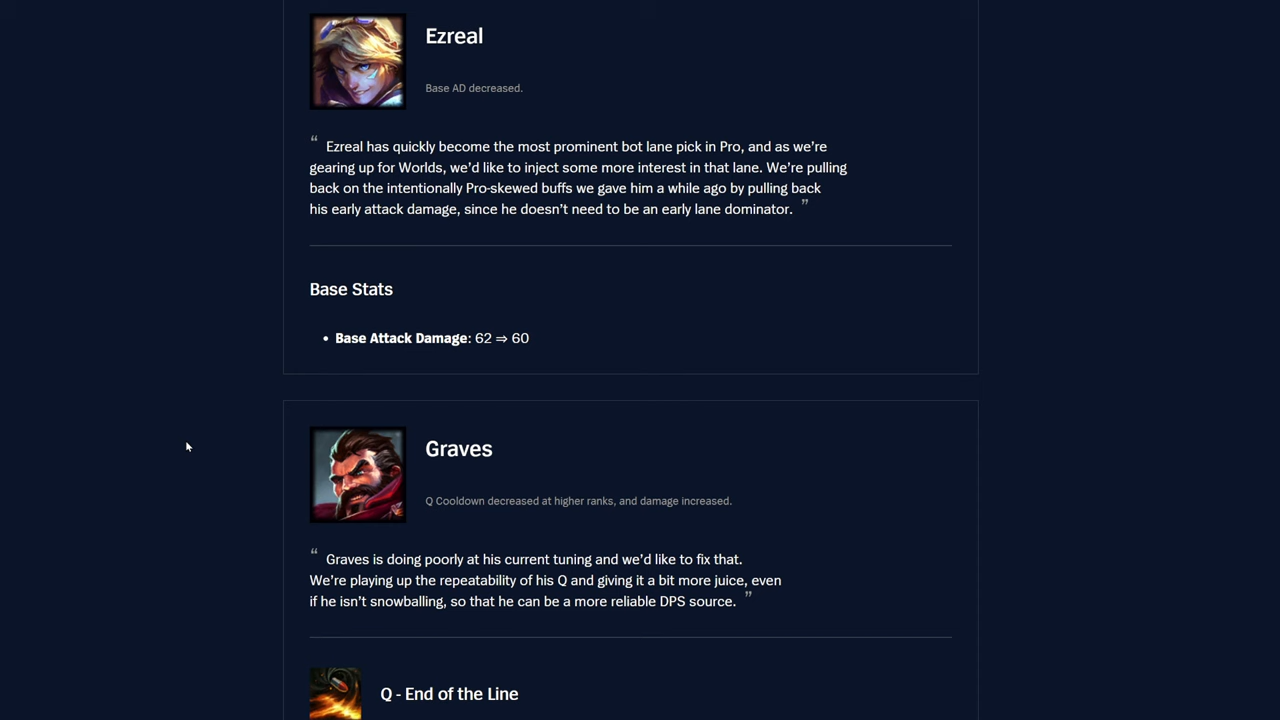 Ezreal
Base AD decreased.
“ Ezreal has quickly become the most prominent bot lane pick in Pro, and as we’re
gearing up for Worlds, we’d like to inject some more interest in that lane. We’re pulling
back on the intentionally Pro-skewed buffs we gave him a while ago by pulling back
his early attack damage, since he doesn’t need to be an early lane dominator. ”
Base Stats
• Base Attack Damage: 62 ⇒ 60
Graves
Q Cooldown decreased at higher ranks, and damage increased.
“ Graves is doing poorly at his current tuning and we’d like to fix that.
We’re playing up the repeatability of his Q and giving it a bit more juice, even
if he isn’t snowballing, so that he can be a more reliable DPS source. ”
Q - End of the Line